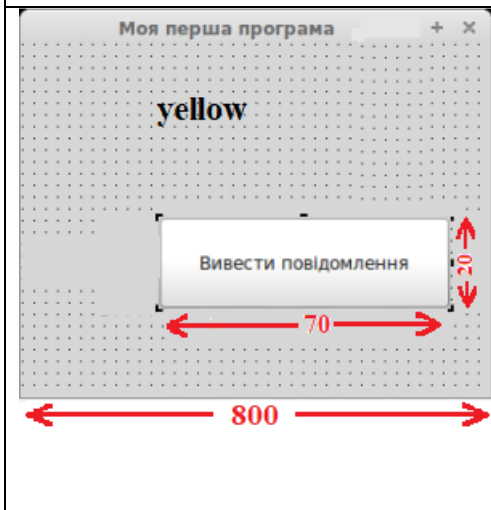 Моя перша програма
yellow
Вивести повідомлення
20
70
800